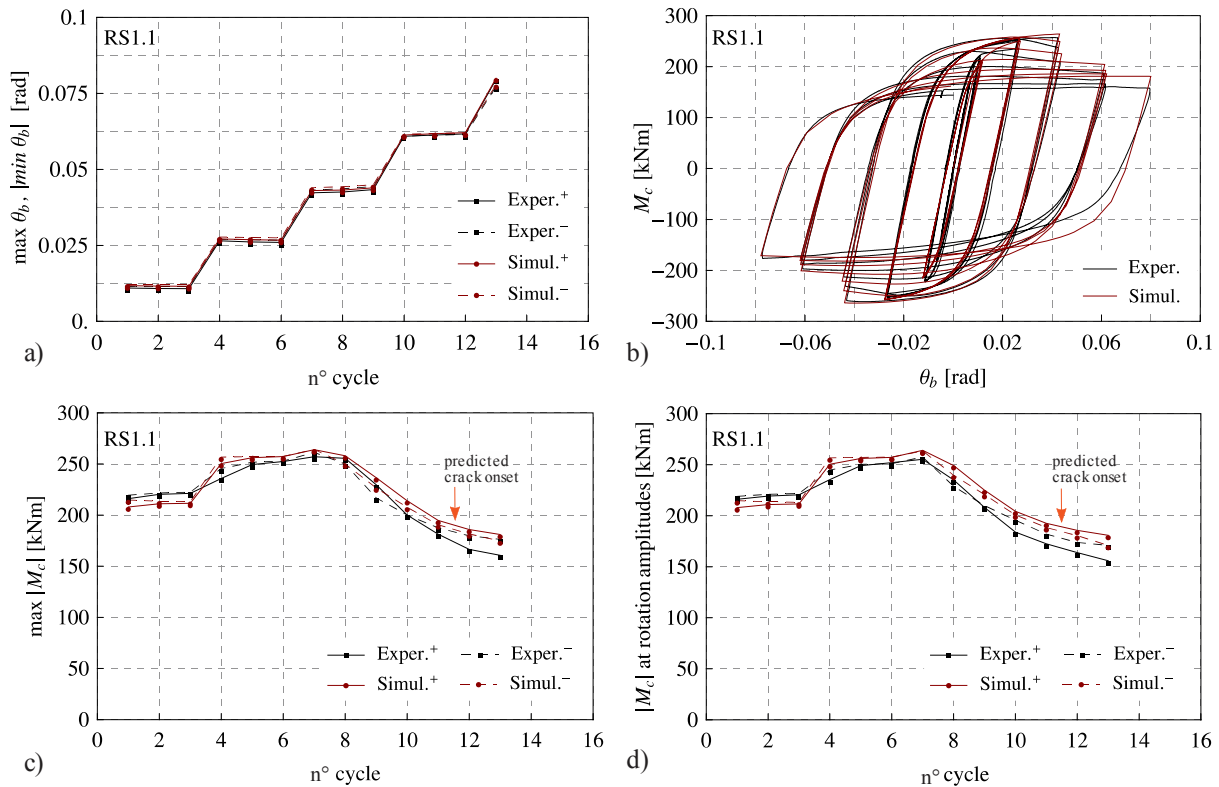 RS1.1
0.1
0.075
0.05
0.025
0.
max θb, |min θb| [rad]
Exper.+
Exper.−
Simul.+
Simul.−
0 2 4 6 8 10 12 14 16
n° cycle
a)
RS1.1
300
200
100
0
−100
−200
−300
Mc [kNm]
Exper.
Simul.
−0.1 −0.06 −0.02 0.02 0.06 0.1
θb [rad]
b)
RS1.1
300
250
200
150
100
50
0
max |Mc| [kNm]
predicted
crack onset
Exper.+ Exper.−
Simul.+ Simul.−
0 2 4 6 8 10 12 14 16
n° cycle
c)
RS1.1
300
250
200
150
100
50
0
|Mc| at rotation amplitudes [kNm]
predicted
crack onset
Exper.+ Exper.−
Simul.+ Simul.−
0 2 4 6 8 10 12 14 16
n° cycle
d)